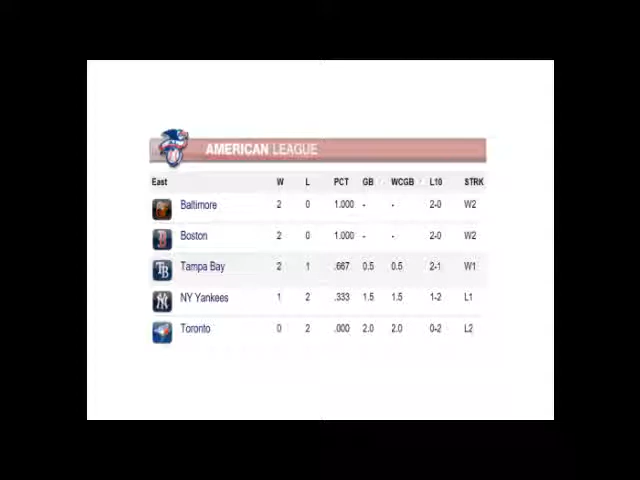 AMERICAN LEAGUE
East W L PCT GB WCGB L10 STRK
Baltimore 2 0 1.000 - - 2-0 W2
B Boston 2 0 1.000 - - 2-0 W2
TB Tampa Bay 2 1 .667 0.5 0.5 2-1 W1
NY NY Yankees 1 2 .333 1.5 1.5 1-2 L1
Toronto 0 2 .000 2.0 2.0 0-2 L2